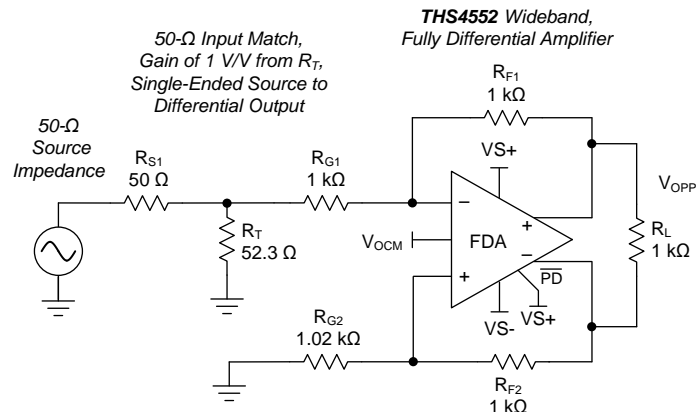 THS4552 Wideband,
Fully Differential Amplifier
50-Ω Input Match,
Gain of 1 V/V from RT,
Single-Ended Source to
Differential Output
50-Ω
Source
Impedance
RF1
1 kΩ
RS1
50 Ω
RG1
1 kΩ
VS+
VOPP
RT
52.3 Ω
VOCM
−
+
FDA
+
−
RL
1 kΩ
PD
VS-
VS+
RG2
1.02 kΩ
RF2
1 kΩ